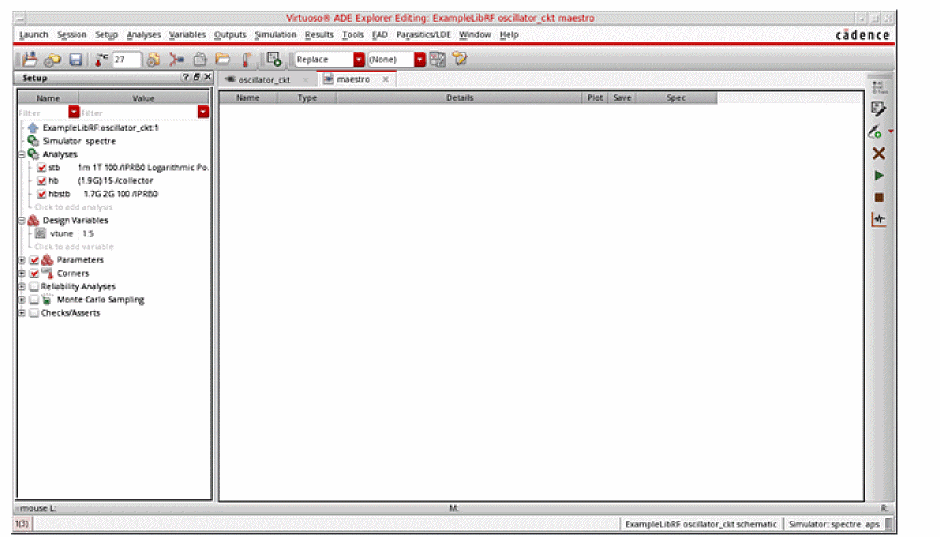 Virtuoso® ADE Explorer Editing: ExampleLibRF oscillator_ckt maestro
Launch Session Setup Analyses Variables Outputs Simulation Results Tools EAD Parasitics/LDE Window Help cādence
27 Replace (None)
Setup ? 8 X oscillator_ckt maestro
Name Value Name Type Details Plot Save Spec
Filter Filter
ExampleLibRF:oscillator_ckt:1
Simulator spectre
Analyses
stb 1m 1T 100 /IPRB0 Logarithmic Po..
hb (1.9G) 15 /collector
hbstb 1.7G 2G 100 /IPRB0
Click to add analysis
Design Variables
vtune 1.5
Click to add variable
Parameters
Corners
Reliability Analyses
Monte Carlo Sampling
Checks/Asserts
mouse L: M: R:
1(3) ExampleLibRF oscillator_ckt schematic Simulator: spectre aps